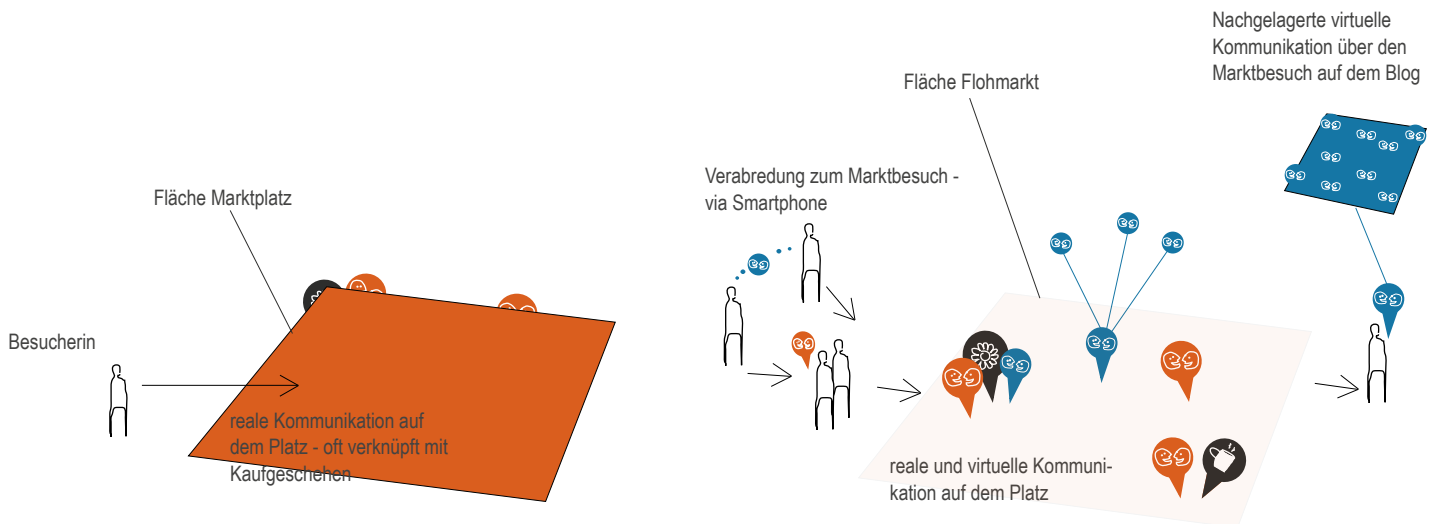 Fläche Marktplatz
Besucherin
reale Kommunikation auf
dem Platz - oft verknüpft mit
Kaufgeschehen
Verabredung zum Marktbesuch -
via Smartphone
Fläche Flohmarkt
reale und virtuelle Kommuni-
kation auf dem Platz
Nachgelagerte virtuelle
Kommunikation über den
Marktbesuch auf dem Blog